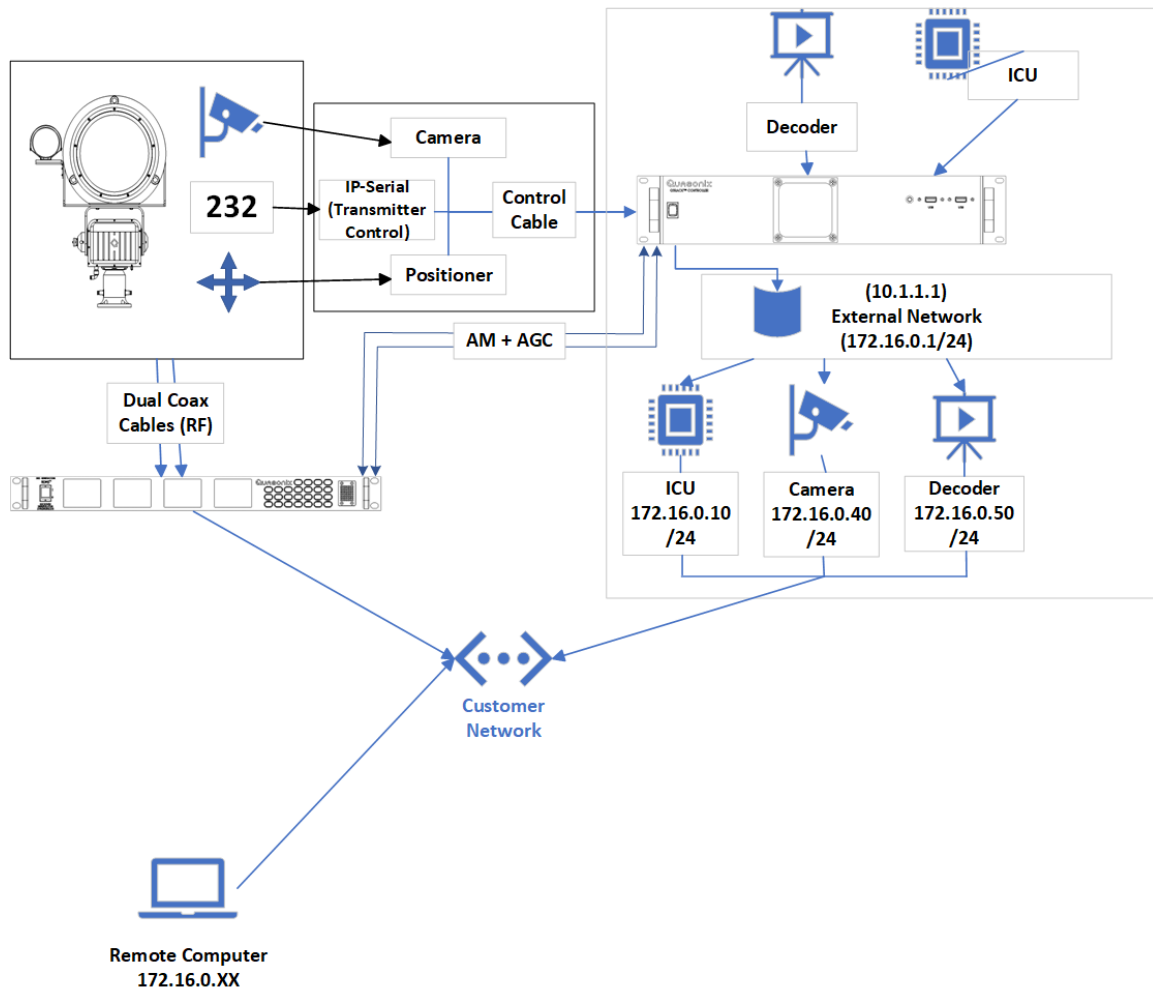 ICU
Decoder
Camera
232
IP-Serial
(Transmitter
Control)
Control
Cable
Positioner
Quasonix
AM + AGC
(10.1.1.1)
External Network
(172.16.0.1/24)
Dual Coax
Cables (RF)
Quasonix
ICU
172.16.0.10
/24
Camera
172.16.0.40
/24
Decoder
172.16.0.50
/24
Customer
Network
Remote Computer
172.16.0.XX